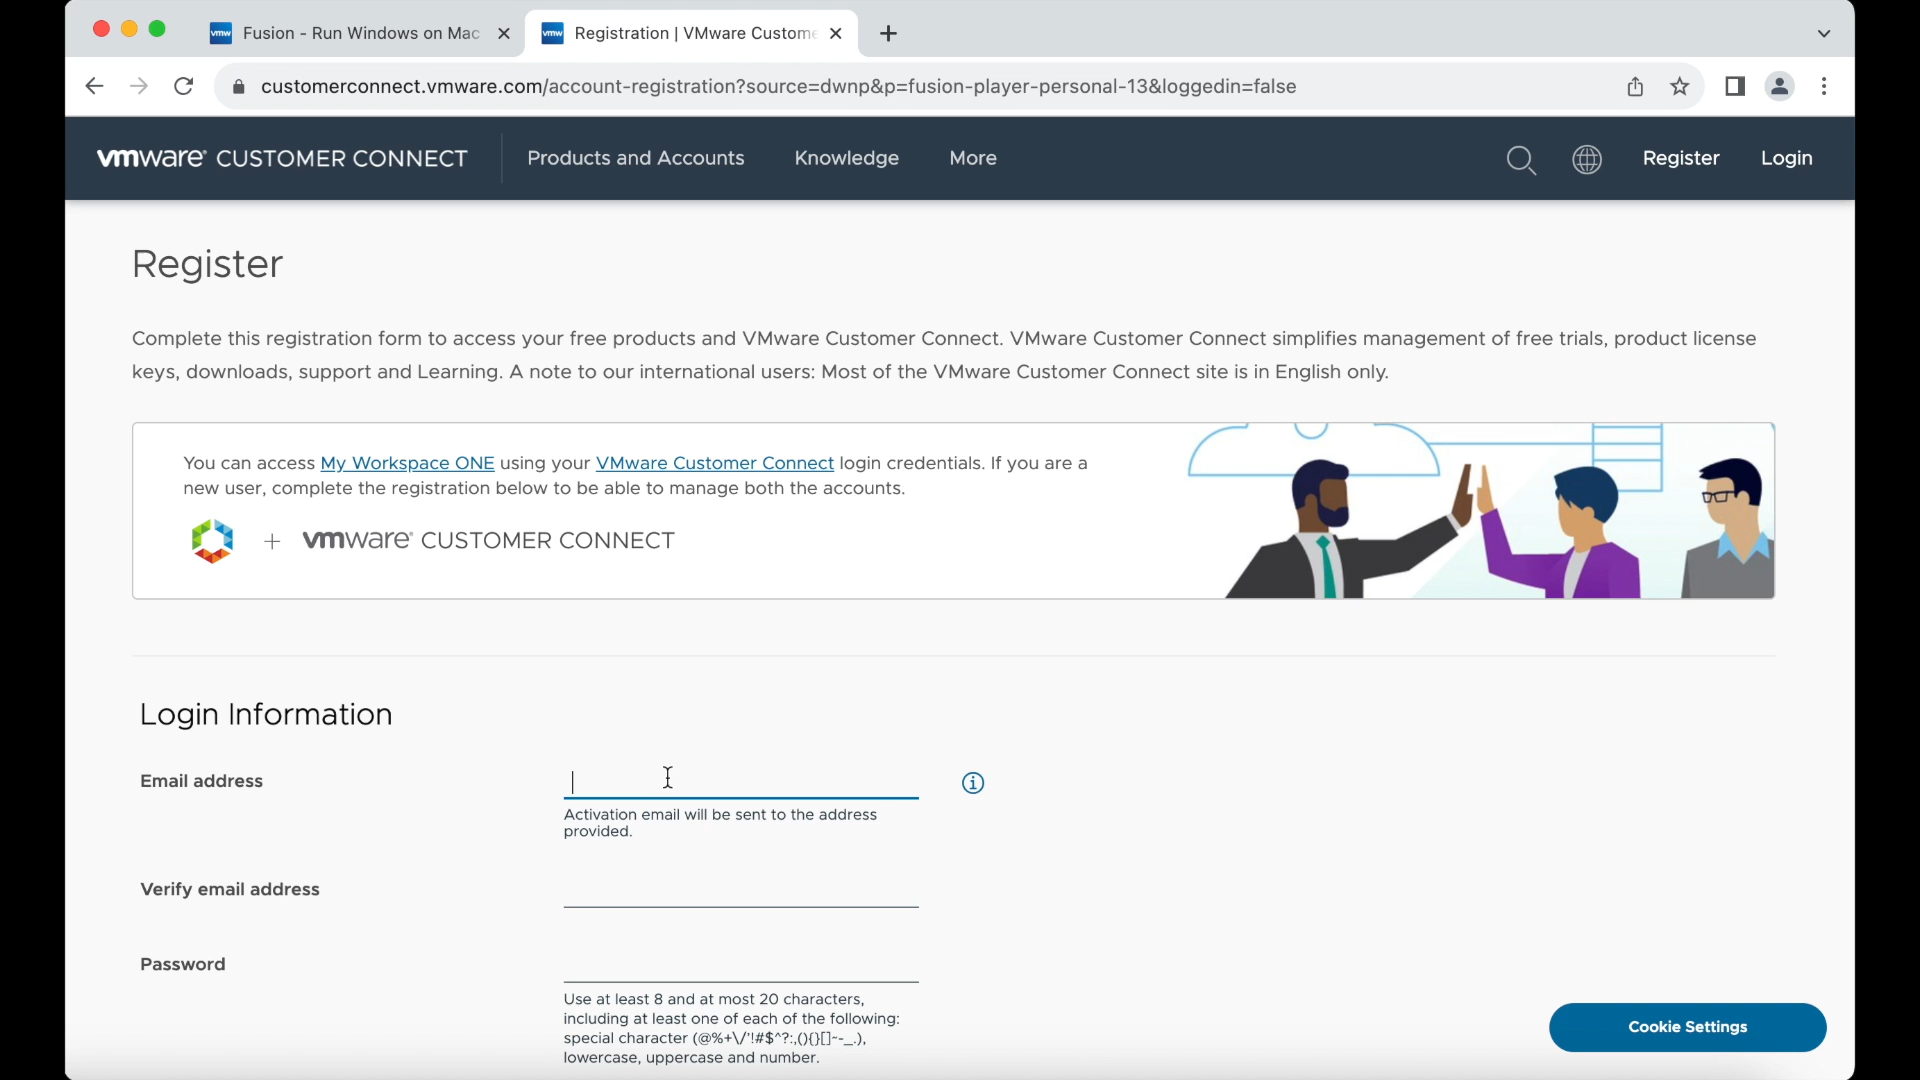 vmw Fusion - Run Windows on Mac
vmw Registration | VMware Custome
customerconnect.vmware.com/account-registration?source=dwnp&p=fusion-player-personal-13&loggedin=false
vmware® CUSTOMER CONNECT
Products and Accounts
Knowledge
More
Register
Login
Register
Complete this registration form to access your free products and VMware Customer Connect. VMware Customer Connect simplifies management of free trials, product license
keys, downloads, support and Learning. A note to our international users: Most of the VMware Customer Connect site is in English only.
You can access My Workspace ONE using your VMware Customer Connect login credentials. If you are a
new user, complete the registration below to be able to manage both the accounts.
+ vmware® CUSTOMER CONNECT
Login Information
Email address
Activation email will be sent to the address
provided.
Verify email address
Password
Use at least 8 and at most 20 characters,
including at least one of each of the following:
special character (@%+\/'!#$^?:,(){}[]~-_.),
lowercase, uppercase and number.
Cookie Settings